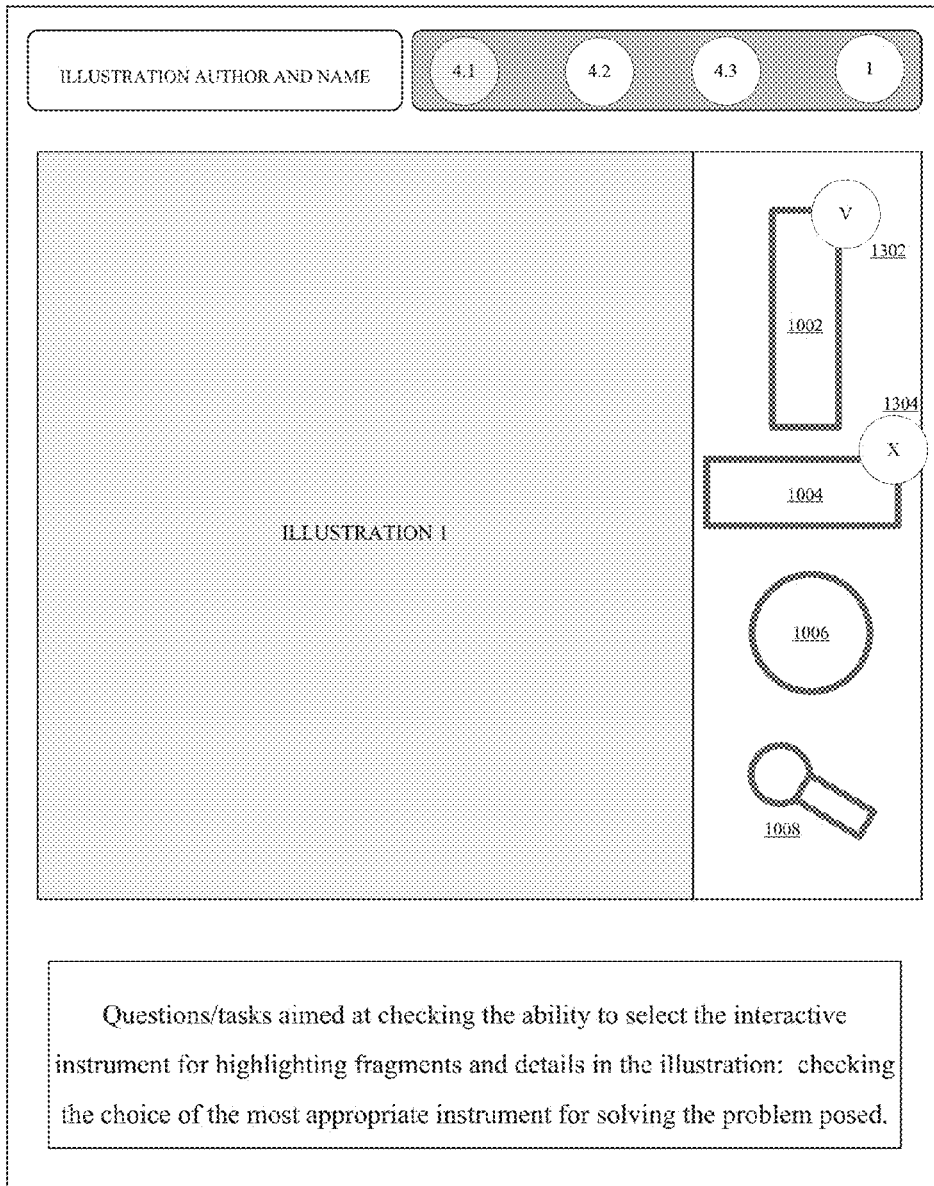 ILLUSTRATION AUTHOR AND NAME
4.1
4.2
4.3
1
V
1302
1002
1304
X
1004
ILLUSTRATION 1
1006
1008
Questions/tasks aimed at checking the ability to select the interactive
instrument for highlighting fragments and details in the illustration: checking
the choice of the most appropriate instrument for solving the problem posed.